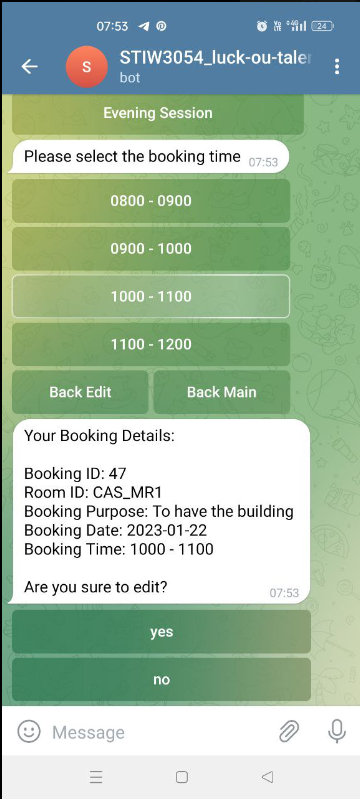 07:53
24
S
STIW3054_luck-ou-taler
bot
Evening Session
Please select the booking time 07:53
0800 - 0900
0900 - 1000
1000 - 1100
1100 - 1200
Back Edit Back Main
Your Booking Details:
Booking ID: 47
Room ID: CAS_MR1
Booking Purpose: To have the building
Booking Date: 2023-01-22
Booking Time: 1000 - 1100
Are you sure to edit?
07:53
yes
no
Message